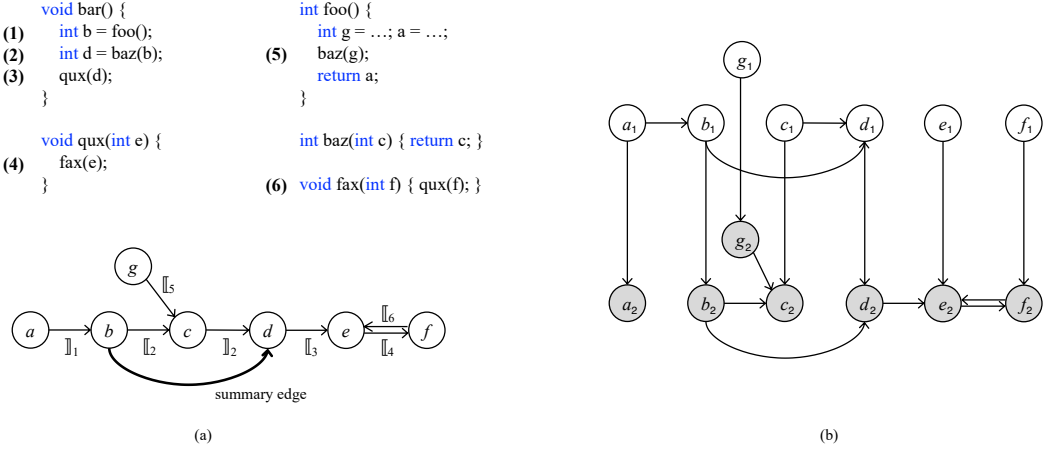 void bar() {
(1) int b = foo();
(2) int d = baz(b);
(3) qux(d);
}
void qux(int e) {
(4) fax(e);
}
int foo() {
int g = …; a = …;
(5) baz(g);
return a;
}
int baz(int c) { return c; }
(6) void fax(int f) { qux(f); }
g
⟦5
a b c d e f
⟧1 ⟦2 ⟧2 ⟦3 ⟦6 ⟦4
summary edge
(a)
g1
a1 b1 c1 d1 e1 f1
g2
a2 b2 c2 d2 e2 f2
(b)